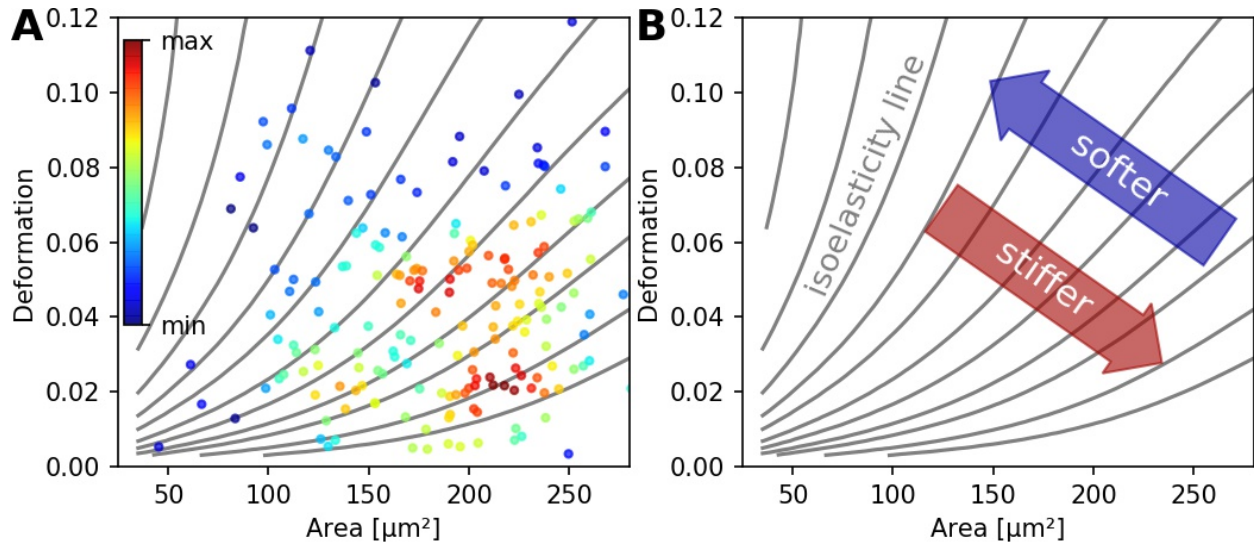 A
max
min
0.12
0.10
0.08
0.06
0.04
0.02
0.00
Deformation
50
100
150
200
250
Area [µm²]
B
isoelasticity line
softer
stiffer
0.12
0.10
0.08
0.06
0.04
0.02
0.00
Deformation
50
100
150
200
250
Area [µm²]